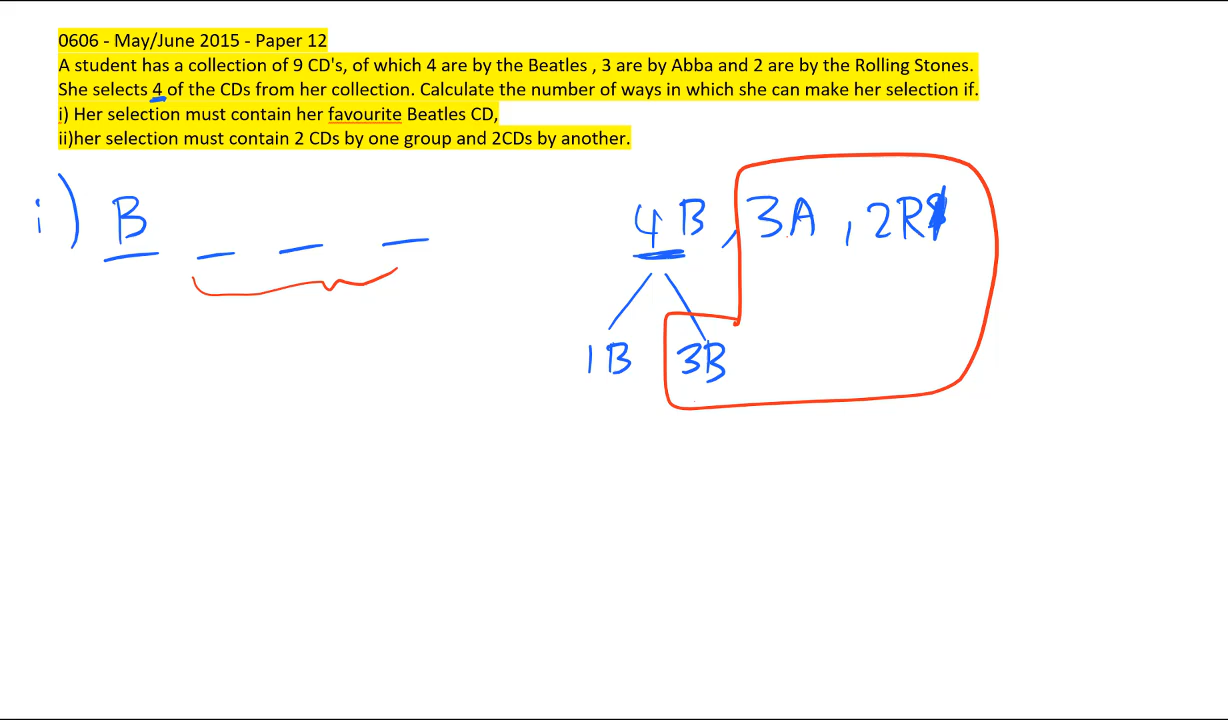 0606 - May/June 2015 - Paper 12
A student has a collection of 9 CD's, of which 4 are by the Beatles , 3 are by Abba and 2 are by the Rolling Stones.
She selects 4 of the CDs from her collection. Calculate the number of ways in which she can make her selection if.
i) Her selection must contain her favourite Beatles CD,
ii)her selection must contain 2 CDs by one group and 2CDs by another.
i) B _ _ _
4B, 3A, 2R
1B 3B